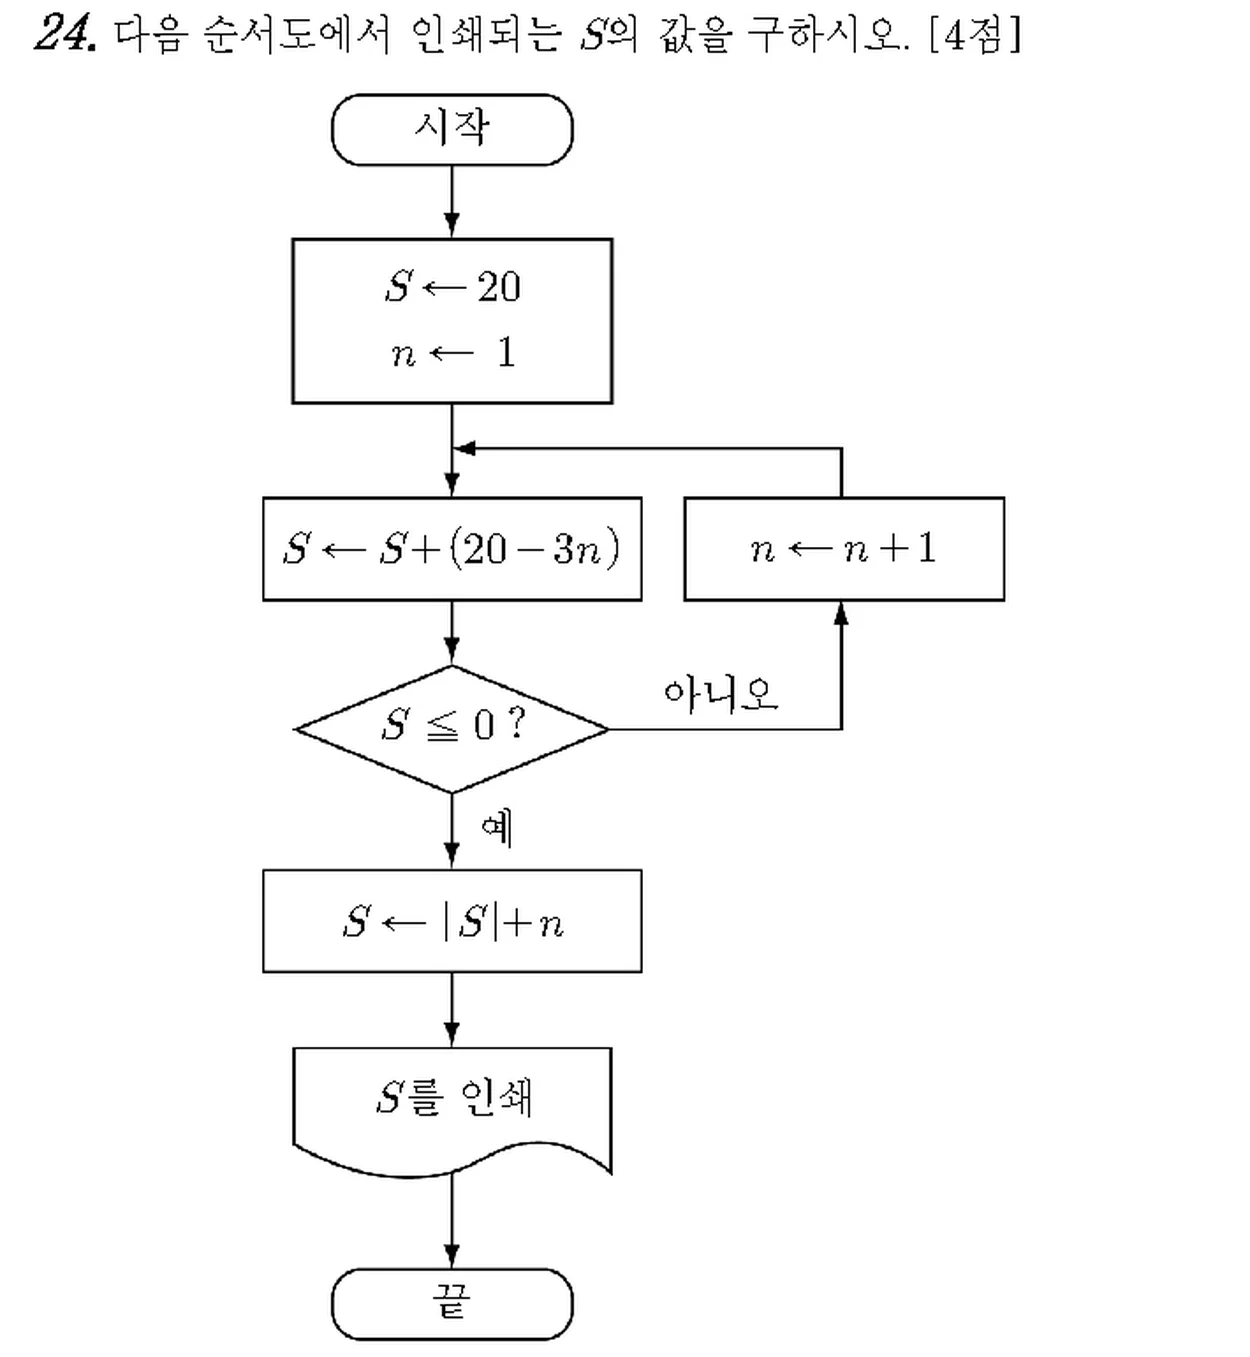 24. 다음 순서도에서 인쇄되는 S의 값을 구하시오. [4점]
시작
S ← 20
n ← 1
S ← S+(20-3n)
n ← n+1
아니오
S ≦ 0 ?
예
S ← |S|+n
S를 인쇄
끝